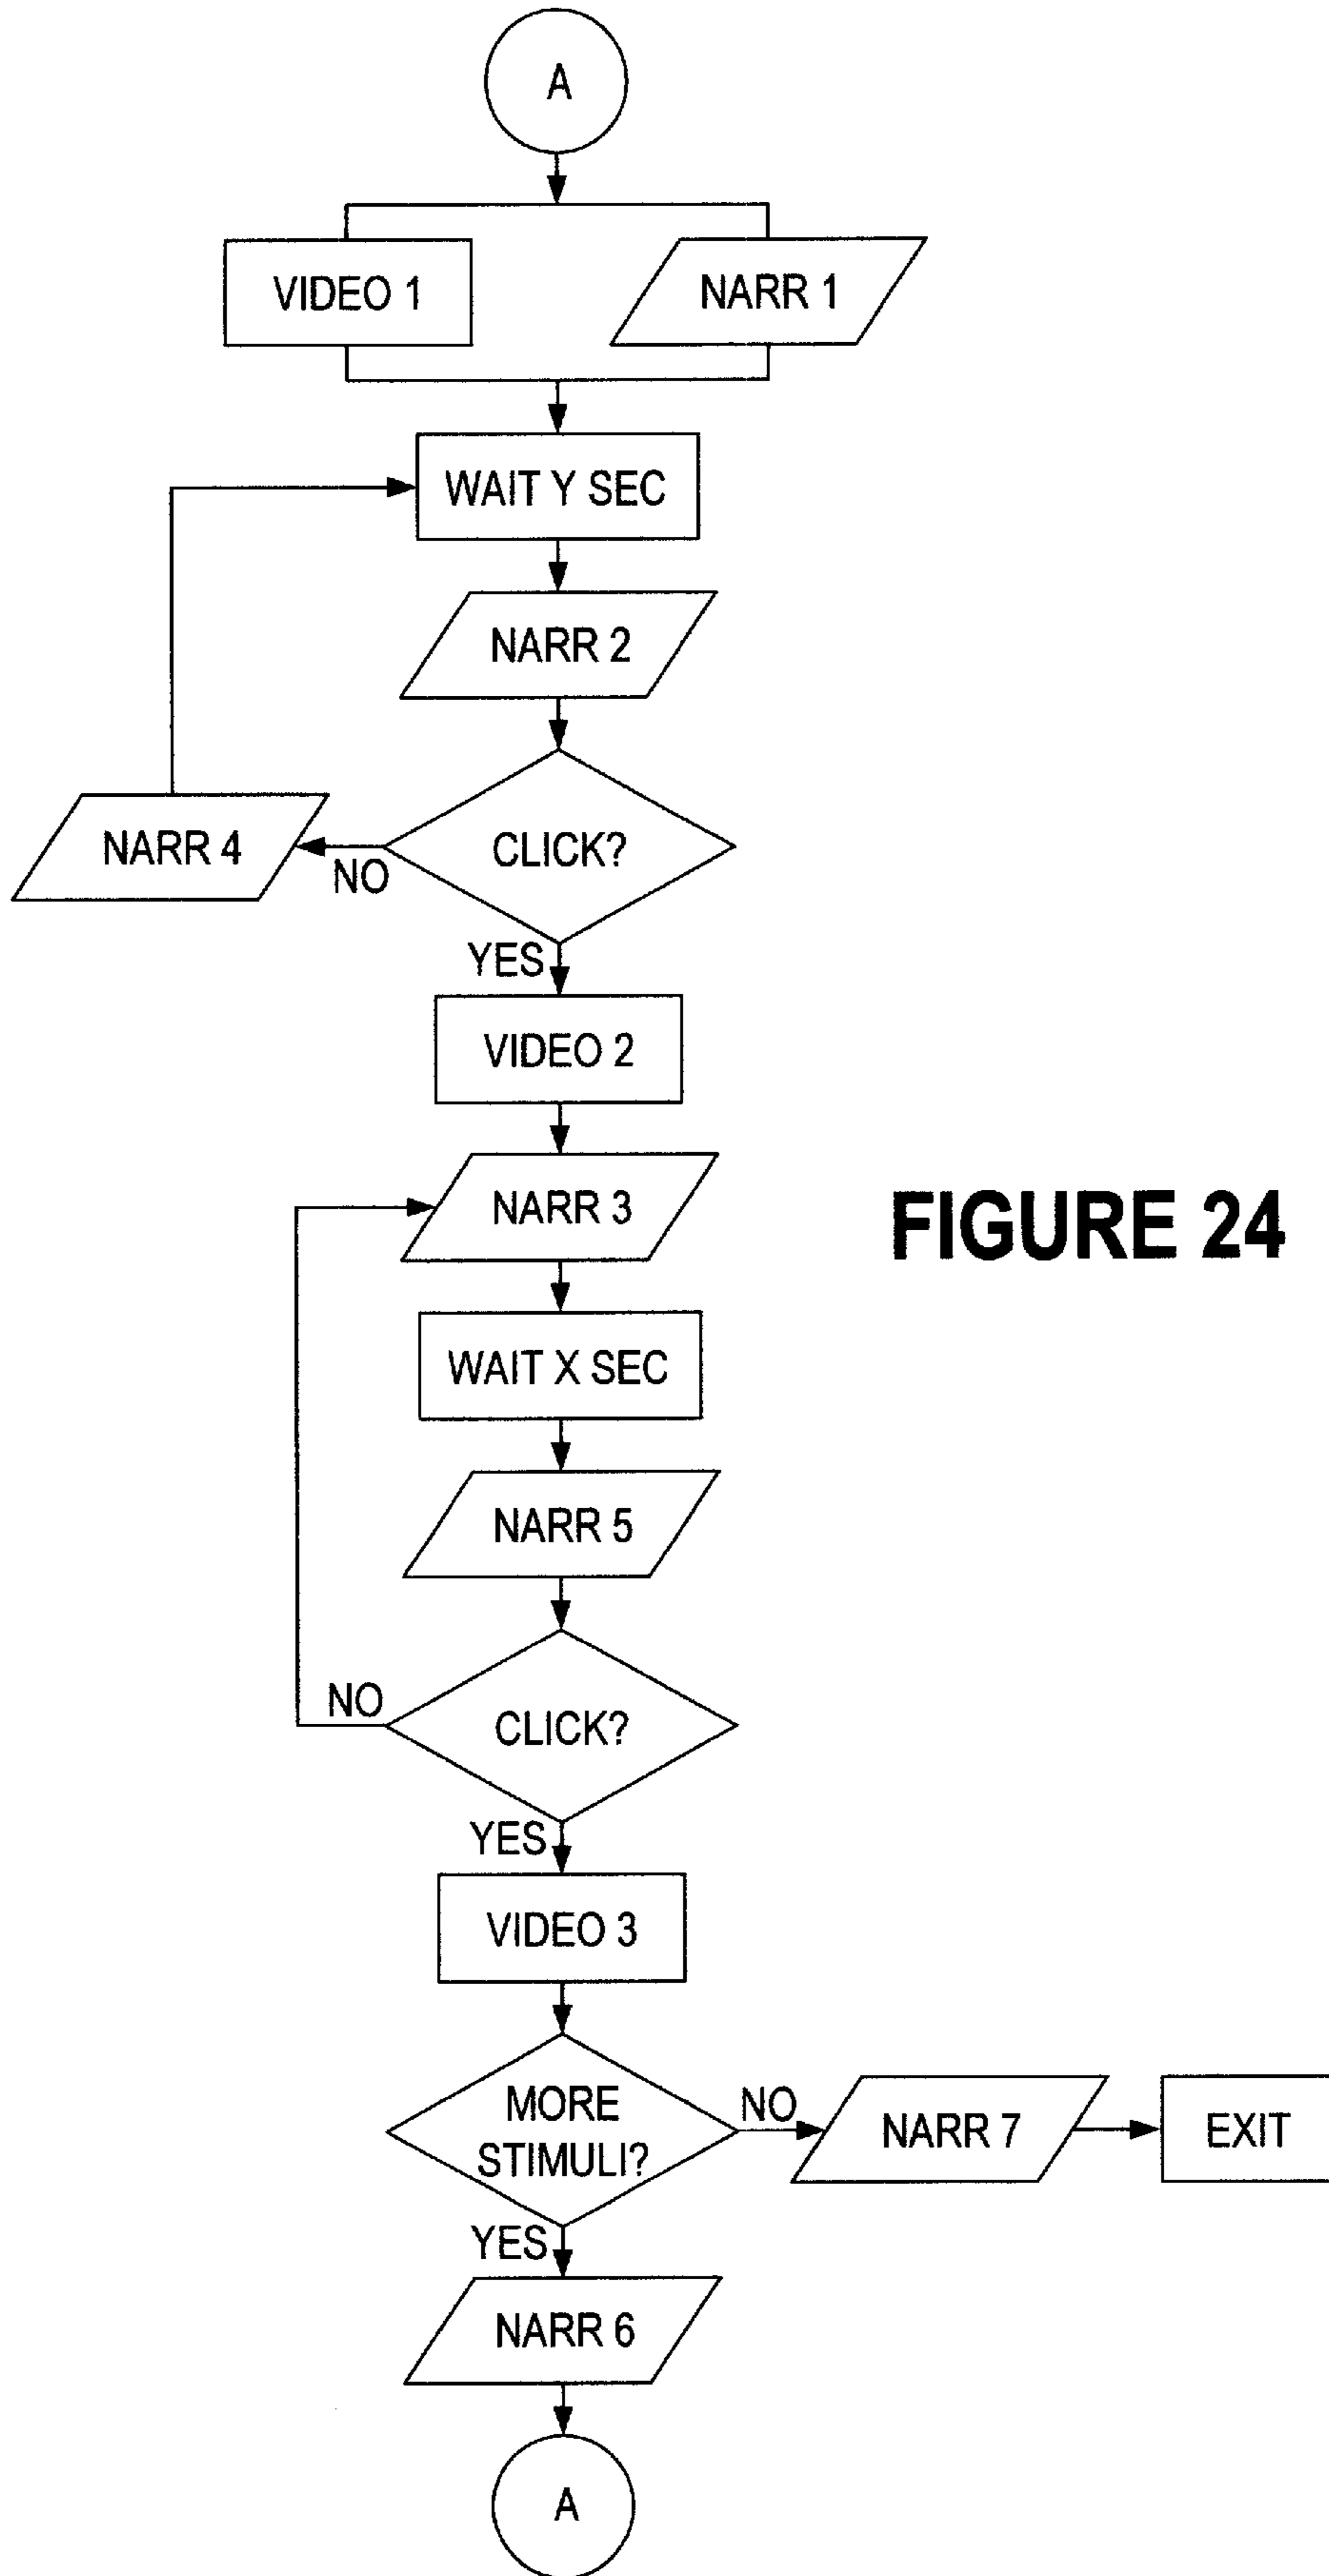 A
VIDEO 1
NARR 1
WAIT Y SEC
NARR 2
CLICK?
NO
NARR 4
YES
VIDEO 2
NARR 3
FIGURE 24
WAIT X SEC
NARR 5
CLICK?
NO
YES
VIDEO 3
MORE
STIMULI?
NO
NARR 7
EXIT
YES
NARR 6
A